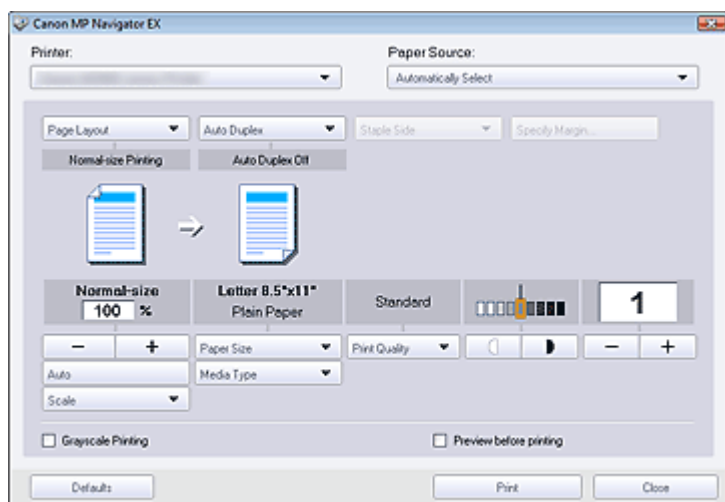 Canon MP Navigator EX
Printer:
Paper Source:
Automatically Select
Page Layout
Auto Duplex
Staple Side...
Specify Margin...
Normal-size Printing
Auto Duplex Off
Normal-size
100 %
Letter 8.5"x11"
Plain Paper
Standard
1
Paper Size
Print Quality
Auto
Media Type
Scale
Grayscale Printing
Preview before printing
Defaults
Print
Close